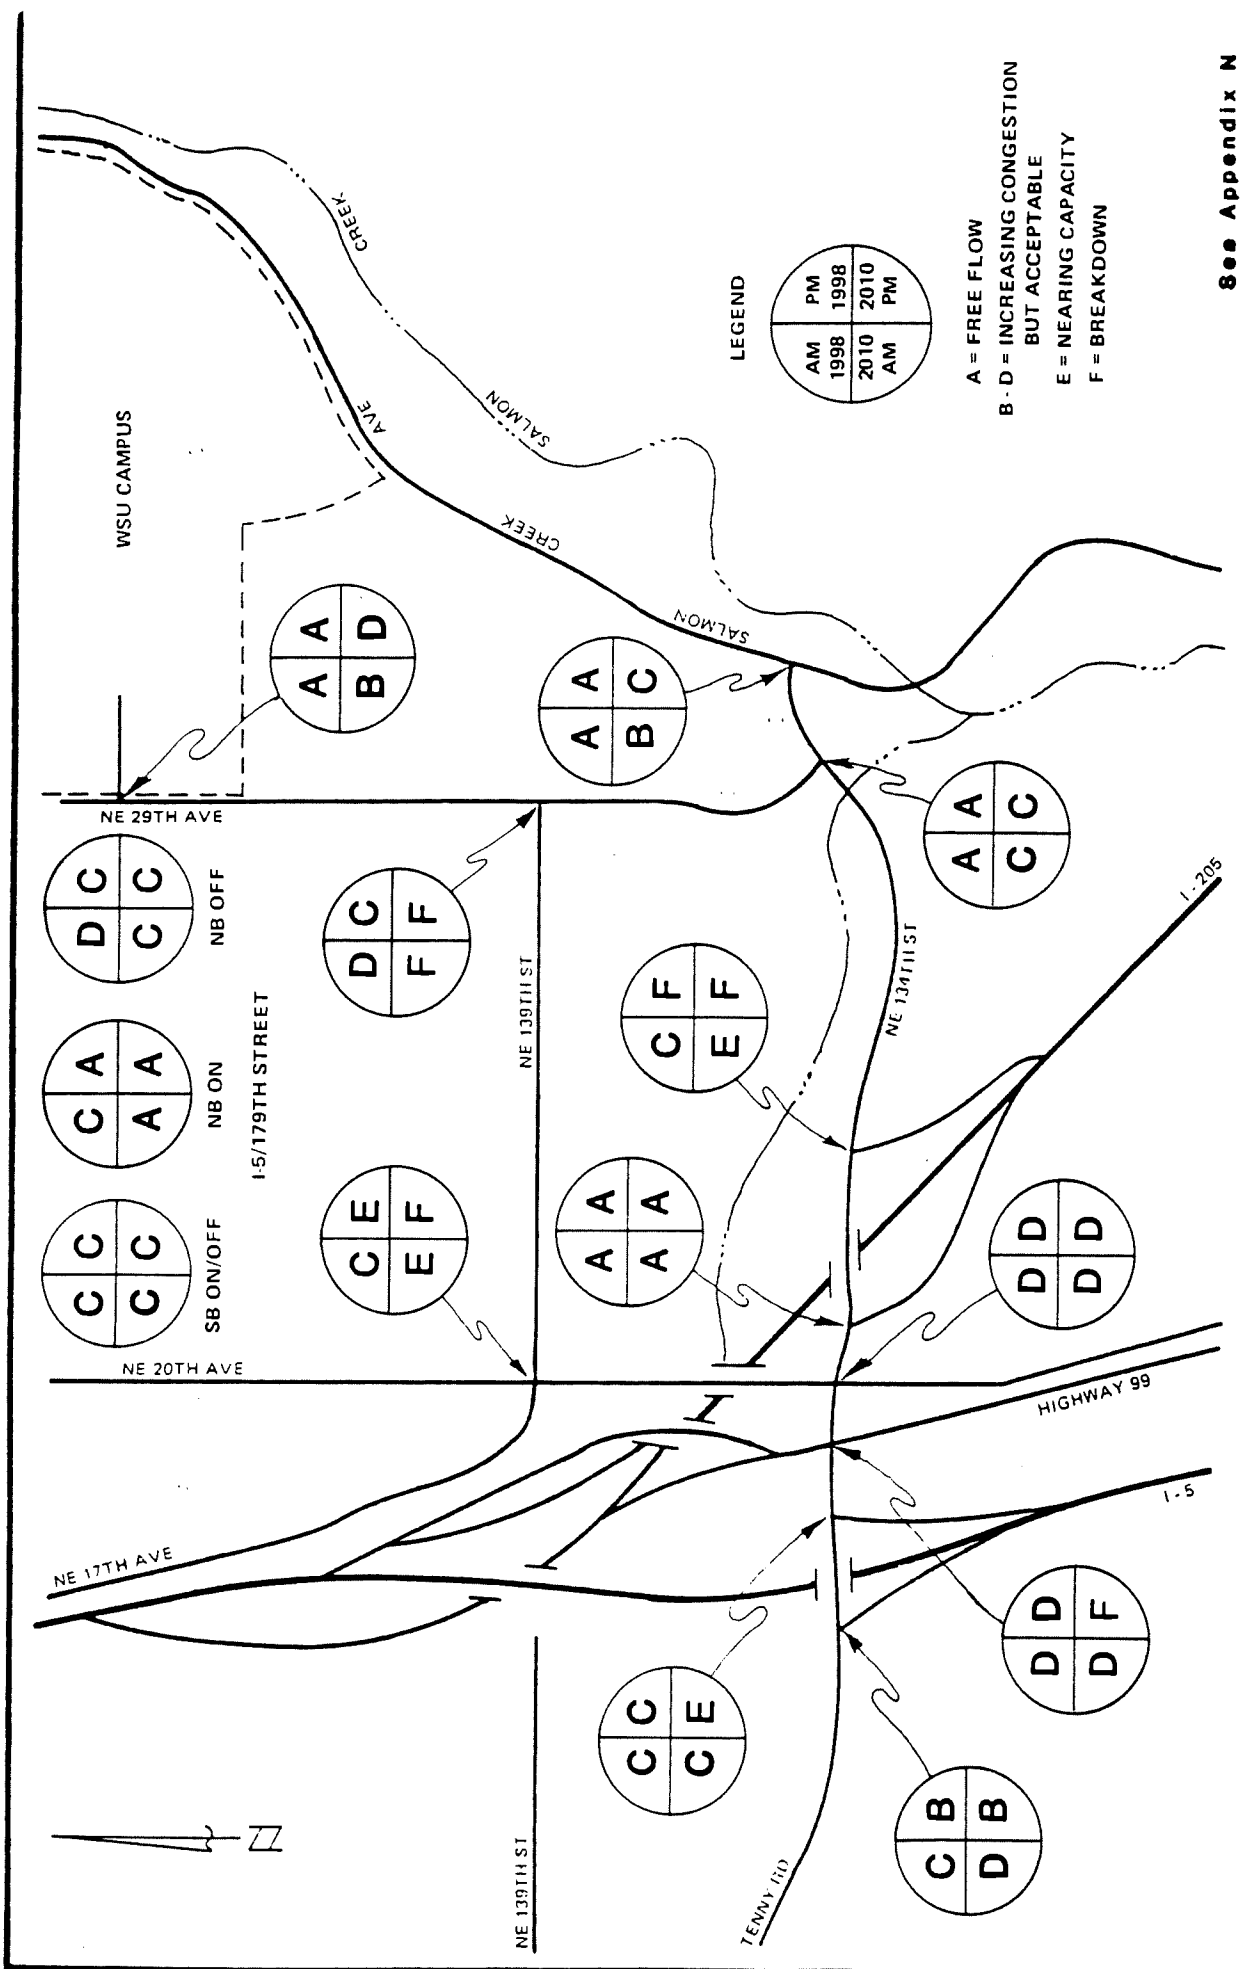 WSU CAMPUS
CREEK
SALMON
AVE
CREEK
SALMON
LEGEND
AM 1998
PM 1998
2010 AM
2010 PM
A = FREE FLOW
B - D = INCREASING CONGESTION
BUT ACCEPTABLE
E = NEARING CAPACITY
F = BREAKDOWN
See Appendix N
A A
B D
NE 29TH AVE
A A
B C
A A
C C
D C
C C
NB OFF
C A
A A
NB ON
C C
C C
SB ON/OFF
I-5/179TH STREET
D C
F F
NE 139TH ST
C F
E F
NE 134TH ST
I - 205
C E
E F
A A
A A
D D
D D
NE 20TH AVE
HIGHWAY 99
I - 5
NE 17TH AVE
C C
C E
D D
D F
C B
D B
N
NE 139TH ST
TENNY RD